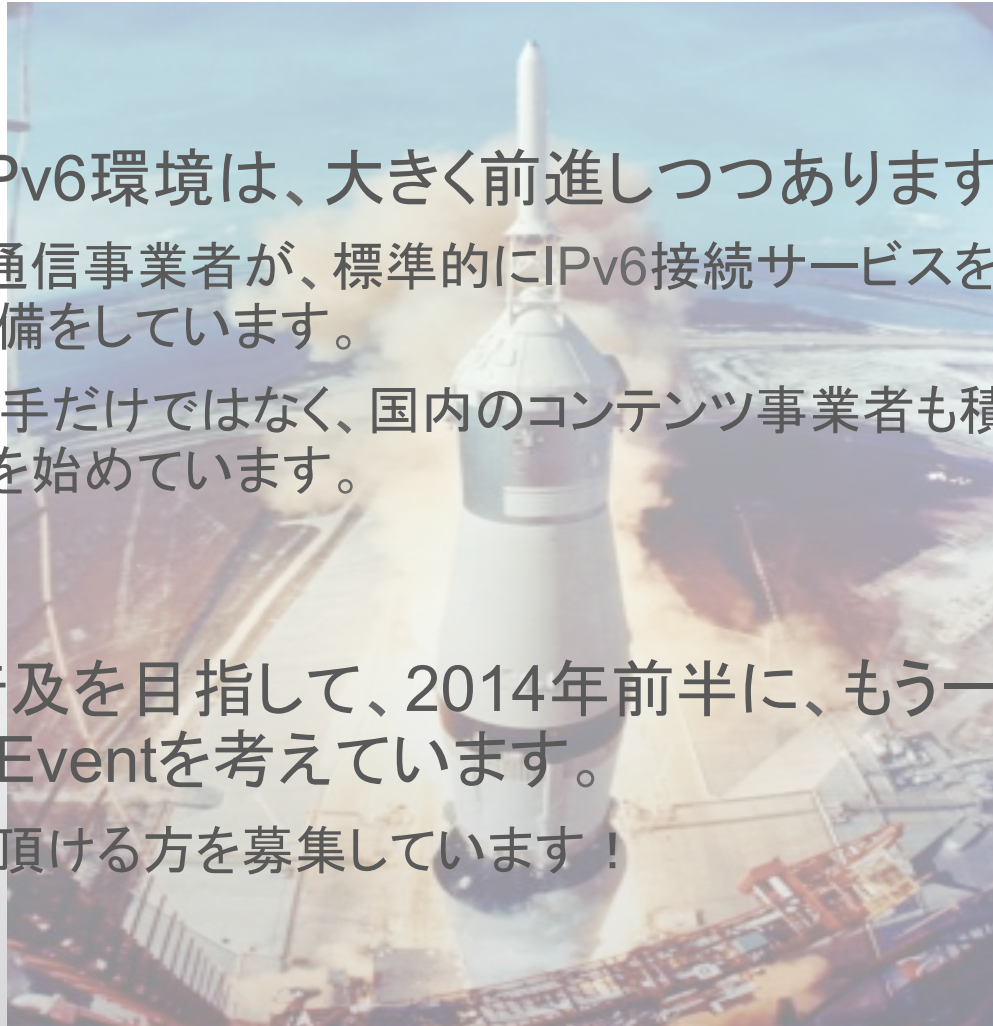 Pv6環境は、大きく前進しつつあります
通信事業者が、標準的にIPv6接続サービスを
備をしています。
手だけではなく、国内のコンテンツ事業者も積
を始めています。
及を目指して、2014年前半に、もう一
Eventを考えています。
頂ける方を募集しています！